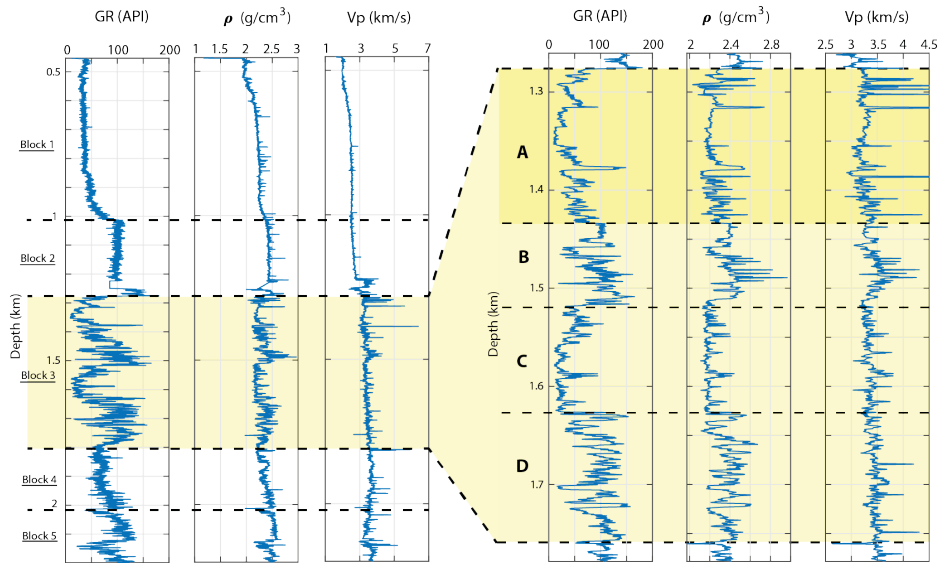 GR (API) ρ (g/cm³) Vp (km/s)
0 100 200 1 1.5 2 2.5 3 1 3 5 7
0.5
Block 1
1
Block 2
Depth (km)
1.5
Block 3
Block 4
2
Block 5
GR (API) ρ (g/cm³) Vp (km/s)
0 50 100 150 200 2 2.4 2.8 2.5 3 3.5 4 4.5
1.3
A
1.4
B
1.5
Depth (km)
C
1.6
D
1.7